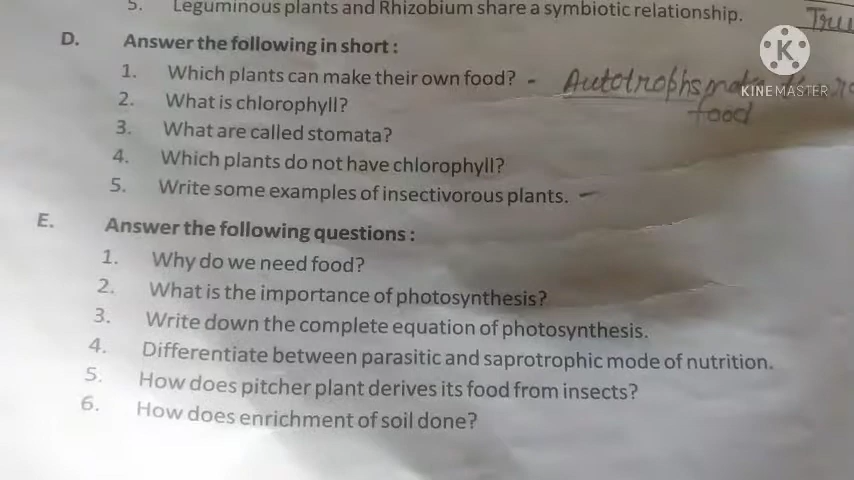 5. Leguminous plants and Rhizobium share a symbiotic relationship.
D. Answer the following in short :
1. Which plants can make their own food? - Autotrophs make
food
2. What is chlorophyll?
3. What are called stomata?
4. Which plants do not have chlorophyll?
5. Write some examples of insectivorous plants. -
E. Answer the following questions :
1. Why do we need food?
2. What is the importance of photosynthesis?
3. Write down the complete equation of photosynthesis.
4. Differentiate between parasitic and saprotrophic mode of nutrition.
5. How does pitcher plant derives its food from insects?
6. How does enrichment of soil done?
K
KINEMASTER